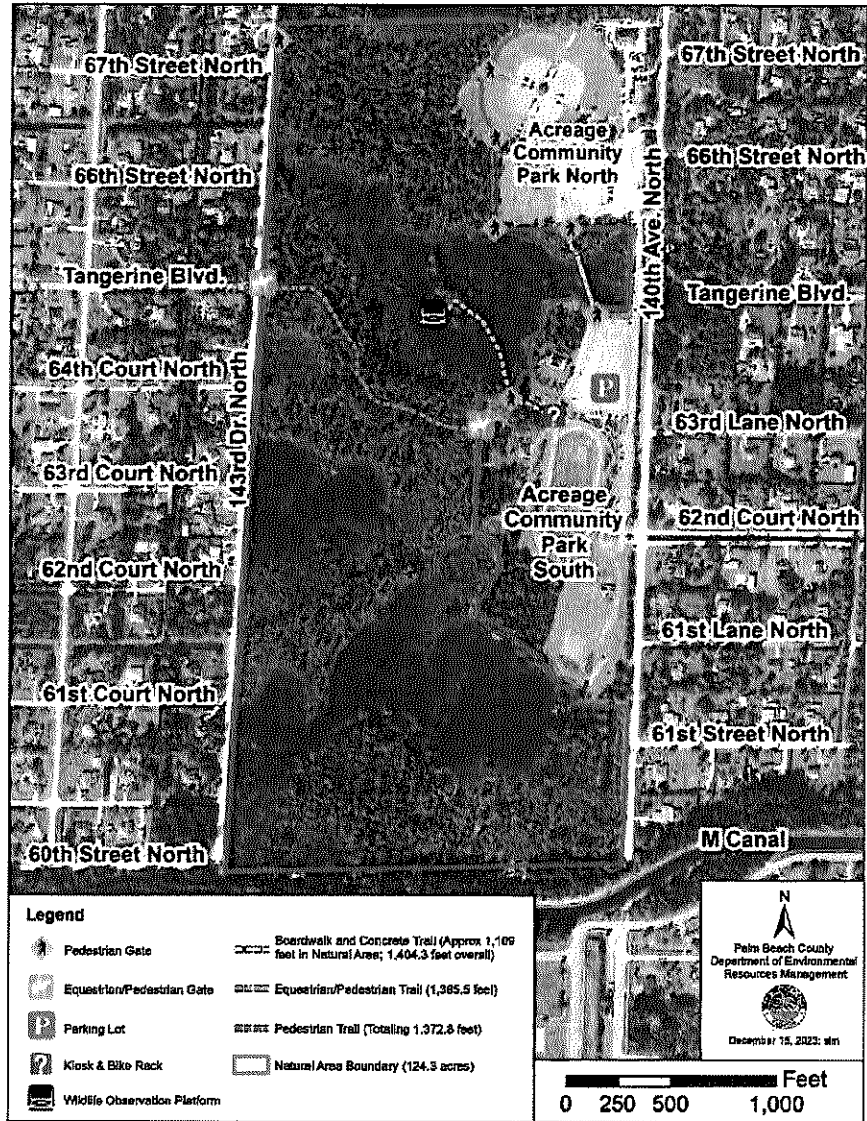 67th Street North
67th Street North
Acreage
Community
Park North
66th Street North
66th Street North
140th Ave. North
Tangerine Blvd.
Tangerine Blvd.
P
64th Court North
143rd Dr. North
63rd Lane North
63rd Court North
Acreage
Community
Park
South
62nd Court North
62nd Court North
61st Lane North
61st Court North
61st Street North
60th Street North
M Canal
Legend
Pedestrian Gate
Equestrian/Pedestrian Gate
P Parking Lot
? Kiosk & Bike Rack
Wildlife Observation Platform
Boardwalk and Concrete Trail (Approx 1,109
feet in Natural Area; 1,404.3 feet overall)
Equestrian/Pedestrian Trail (1,385.5 feet)
Pedestrian Trail (Totaling 1,372.8 feet)
Natural Area Boundary (124.3 acres)
N
Palm Beach County
Department of Environmental
Resources Management
December 15, 2023: slm
Feet
0 250 500 1,000